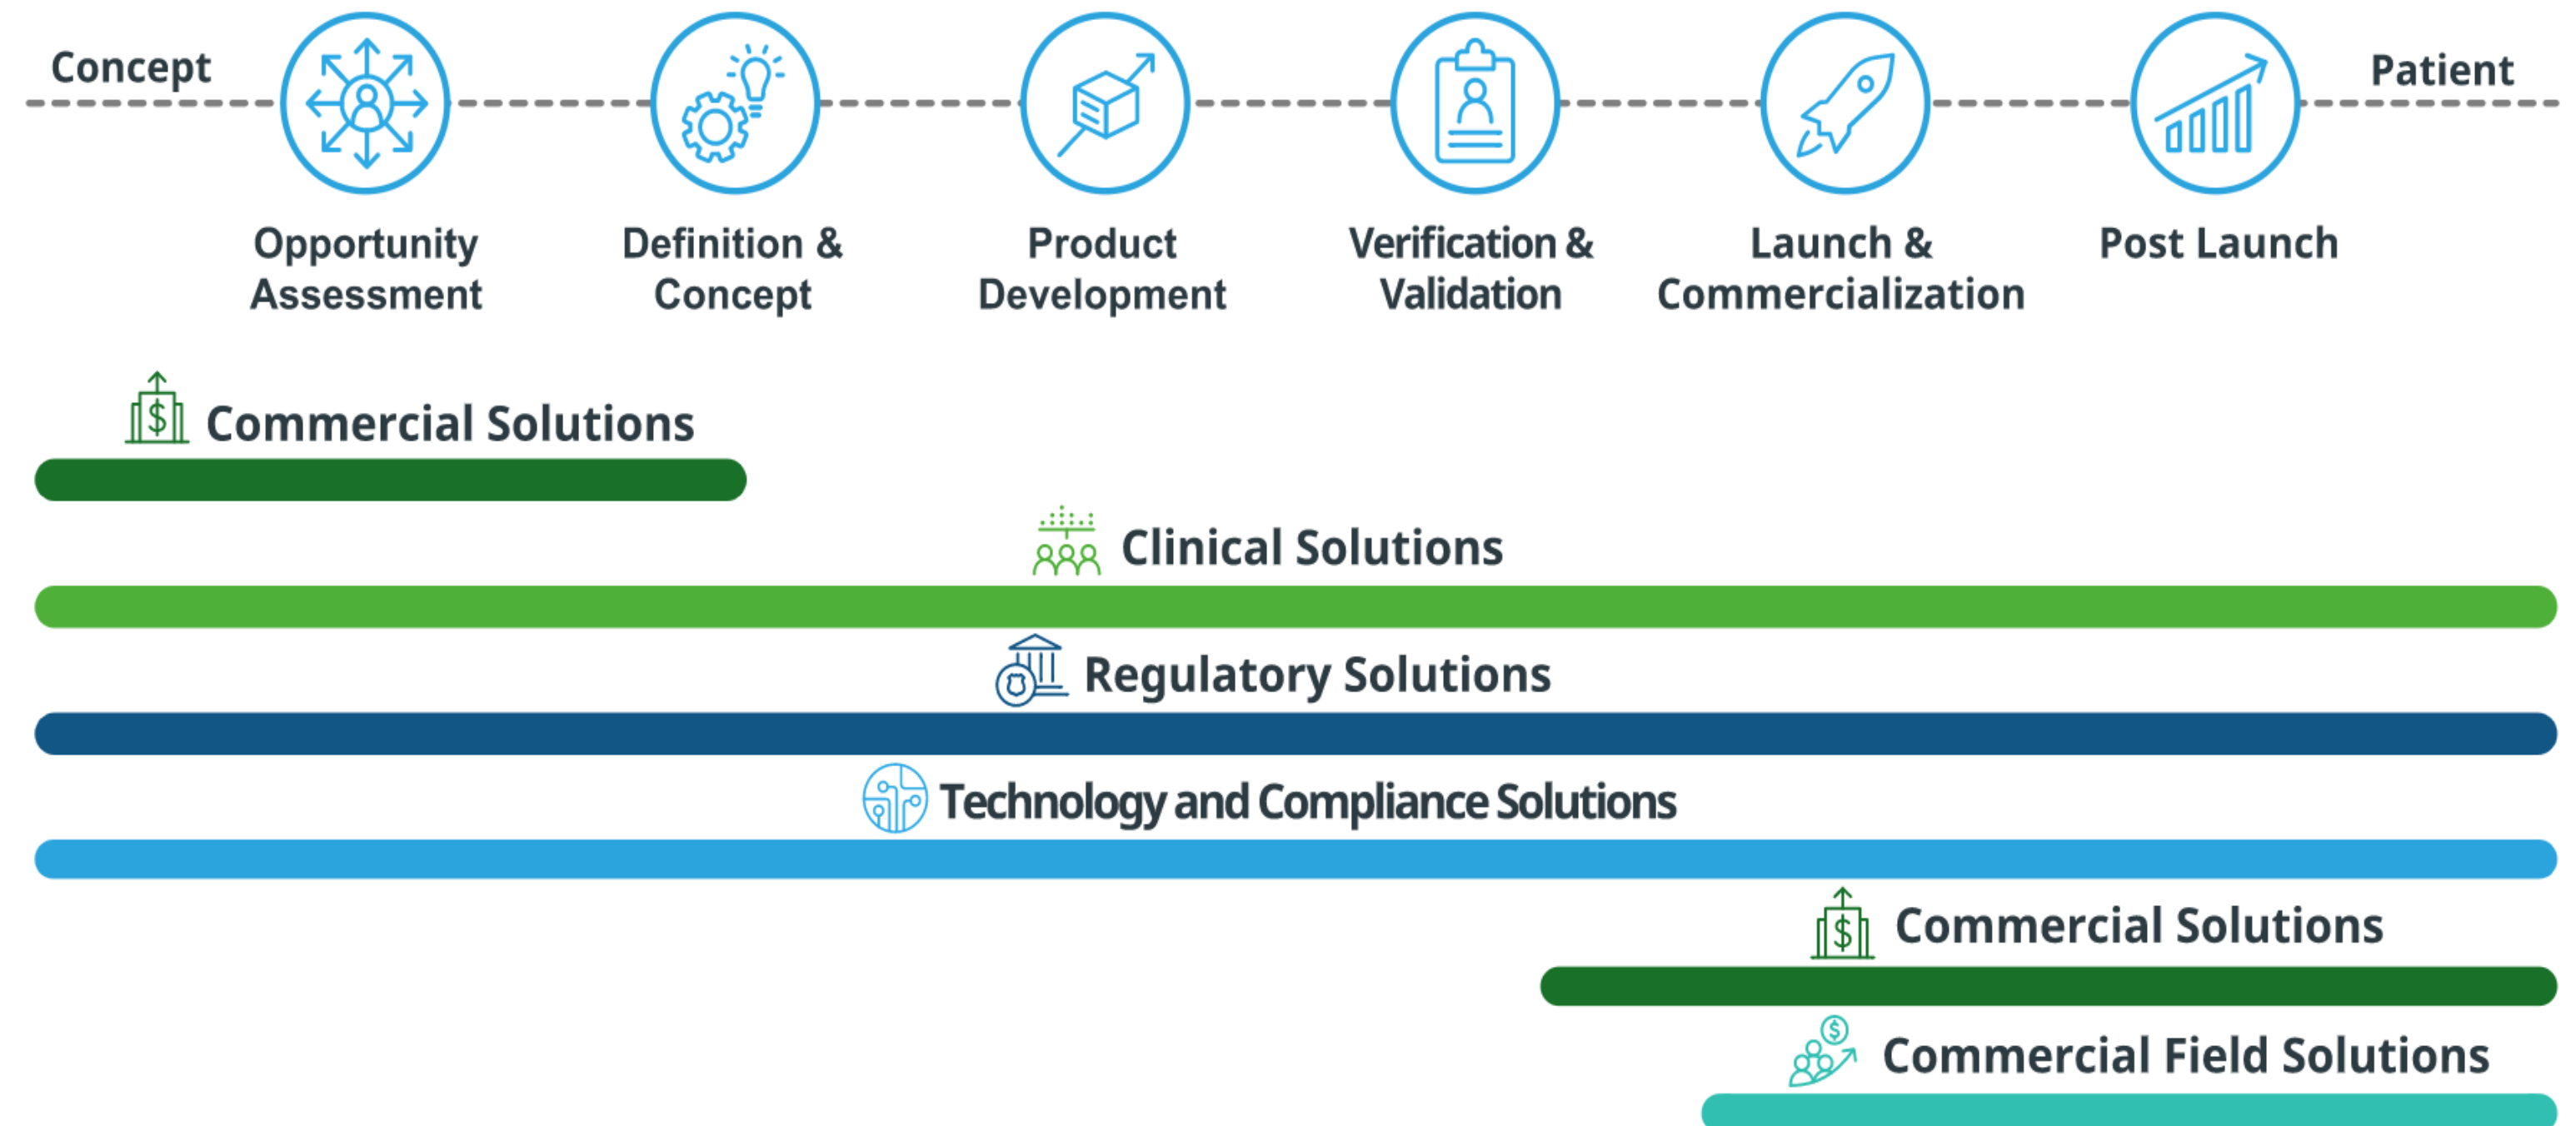 Concept
Patient
Opportunity
Assessment
Definition &
Concept
Product
Development
Verification &
Validation
Launch &
Commercialization
Post Launch
$ Commercial Solutions
Clinical Solutions
Regulatory Solutions
Technology and Compliance Solutions
$ Commercial Solutions
$
Commercial Field Solutions